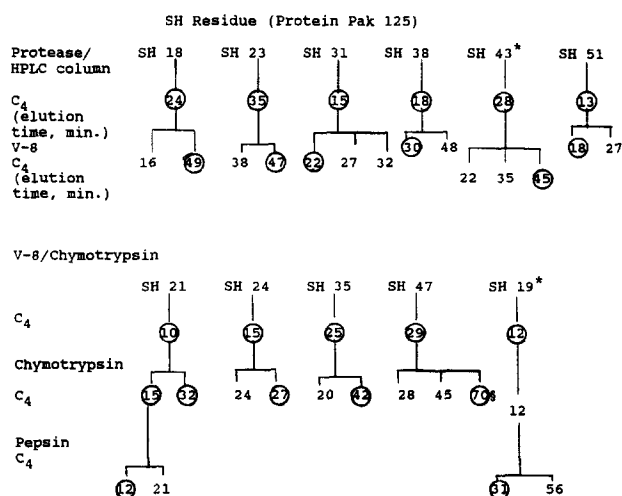 SH Residue (Protein Pak 125)
Protease/ SH 18 SH 23 SH 31 SH 38 SH 43* SH 51
HPLC column
C4 24 35 15 18 28 13
(elution
time, min.)
V-8
C4 16 49 38 47 22 27 32 30 48 22 35 45 18 27
(elution
time, min.)
V-8/Chymotrypsin
SH 21 SH 24 SH 35 SH 47 SH 19*
C4 10 15 25 29 12
Chymotrypsin
C4 15 32 24 27 20 42 28 45 70§ 12
Pepsin
C4 12 21 31 56